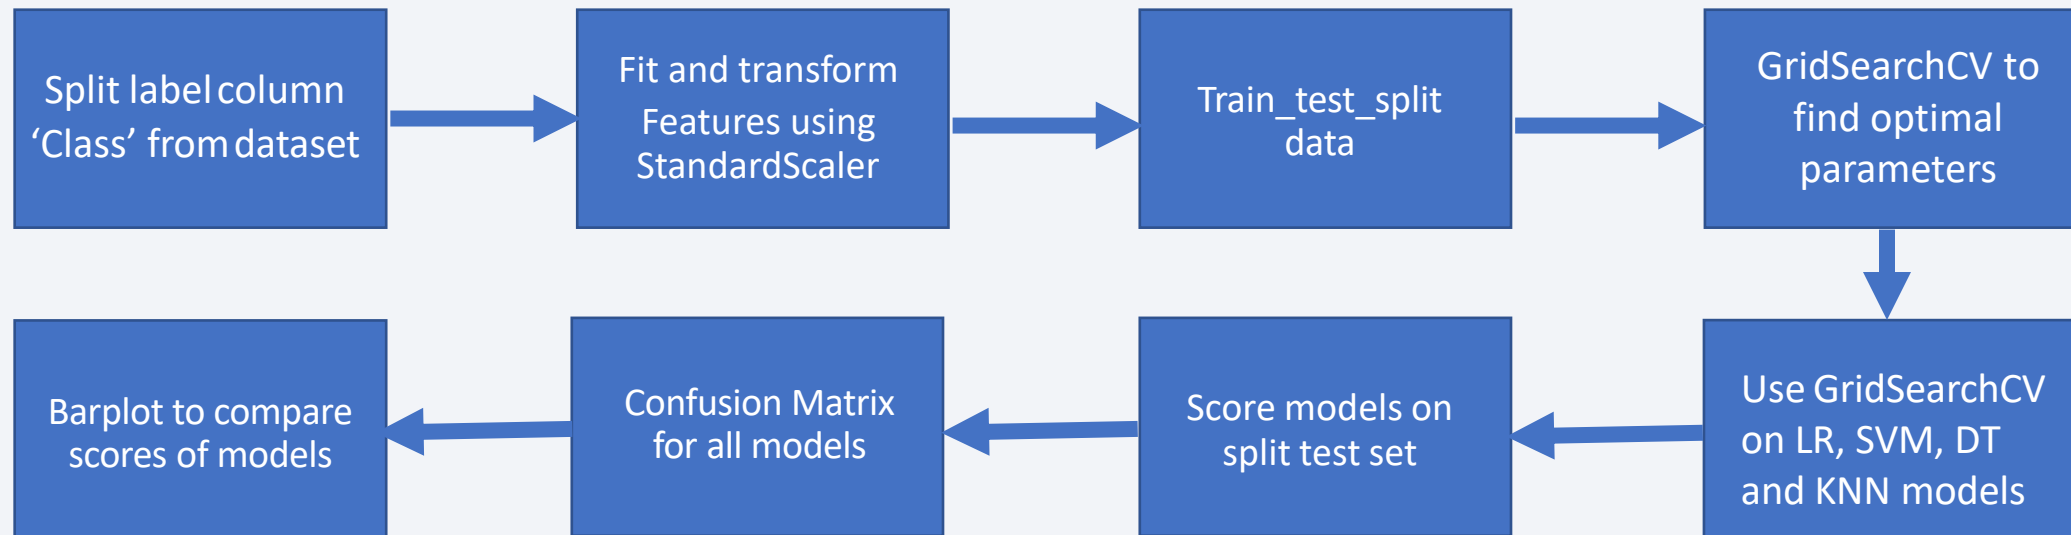 Split label column
‘Class’ from dataset
Fit and transform
Features using
StandardScaler
Train_test_split
data
GridSearchCV to
find optimal
parameters
Use GridSearchCV
on LR, SVM, DT
and KNN models
Score models on
split test set
Confusion Matrix
for all models
Barplot to compare
scores of models